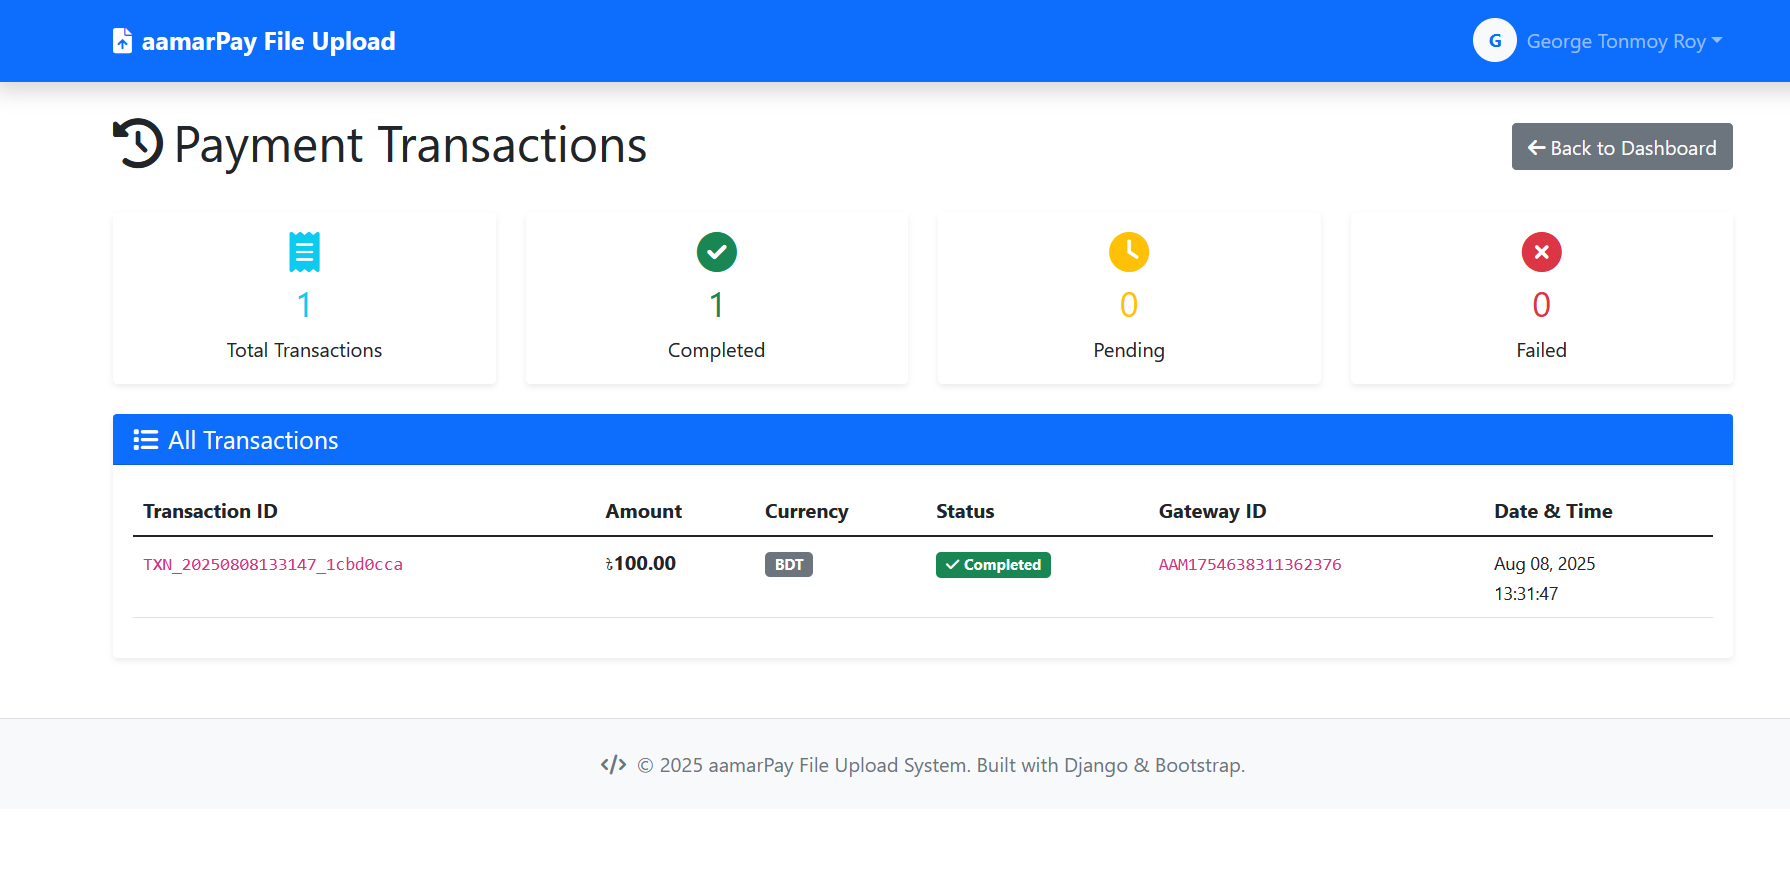 aamarPay File Upload
G George Tonmoy Roy
Payment Transactions
Back to Dashboard
1
Total Transactions
1
Completed
0
Pending
0
Failed
All Transactions
Transaction ID Amount Currency Status Gateway ID Date & Time
TXN_20250808133147_1cbd0cca ৳100.00 BDT Completed AAM1754638311362376 Aug 08, 2025
13:31:47
© 2025 aamarPay File Upload System. Built with Django & Bootstrap.